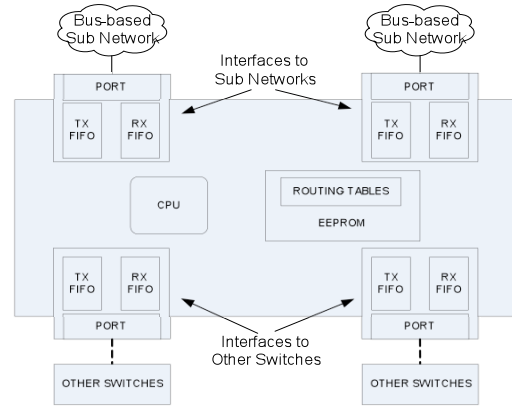 Bus-based
Sub Network
Bus-based
Sub Network
Interfaces to
Sub Networks
PORT
PORT
TX
FIFO
RX
FIFO
TX
FIFO
RX
FIFO
CPU
ROUTING TABLES
EEPROM
TX
FIFO
RX
FIFO
TX
FIFO
RX
FIFO
PORT
PORT
Interfaces to
Other Switches
OTHER SWITCHES
OTHER SWITCHES